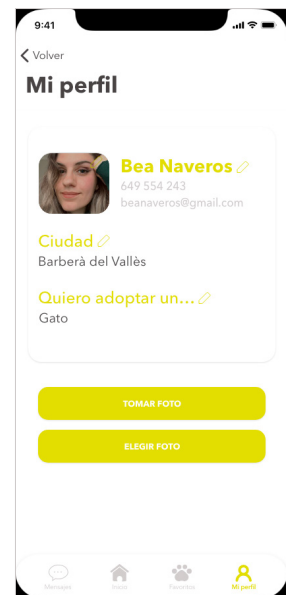 9:41
Volver
Mi perfil
Bea Naveros
649 554 243
beanaveros@gmail.com
Ciudad
Barberà del Vallès
Quiero adoptar un...
Gato
TOMAR FOTO
ELEGIR FOTO
Mensajes Inicio Favoritos Mi perfil